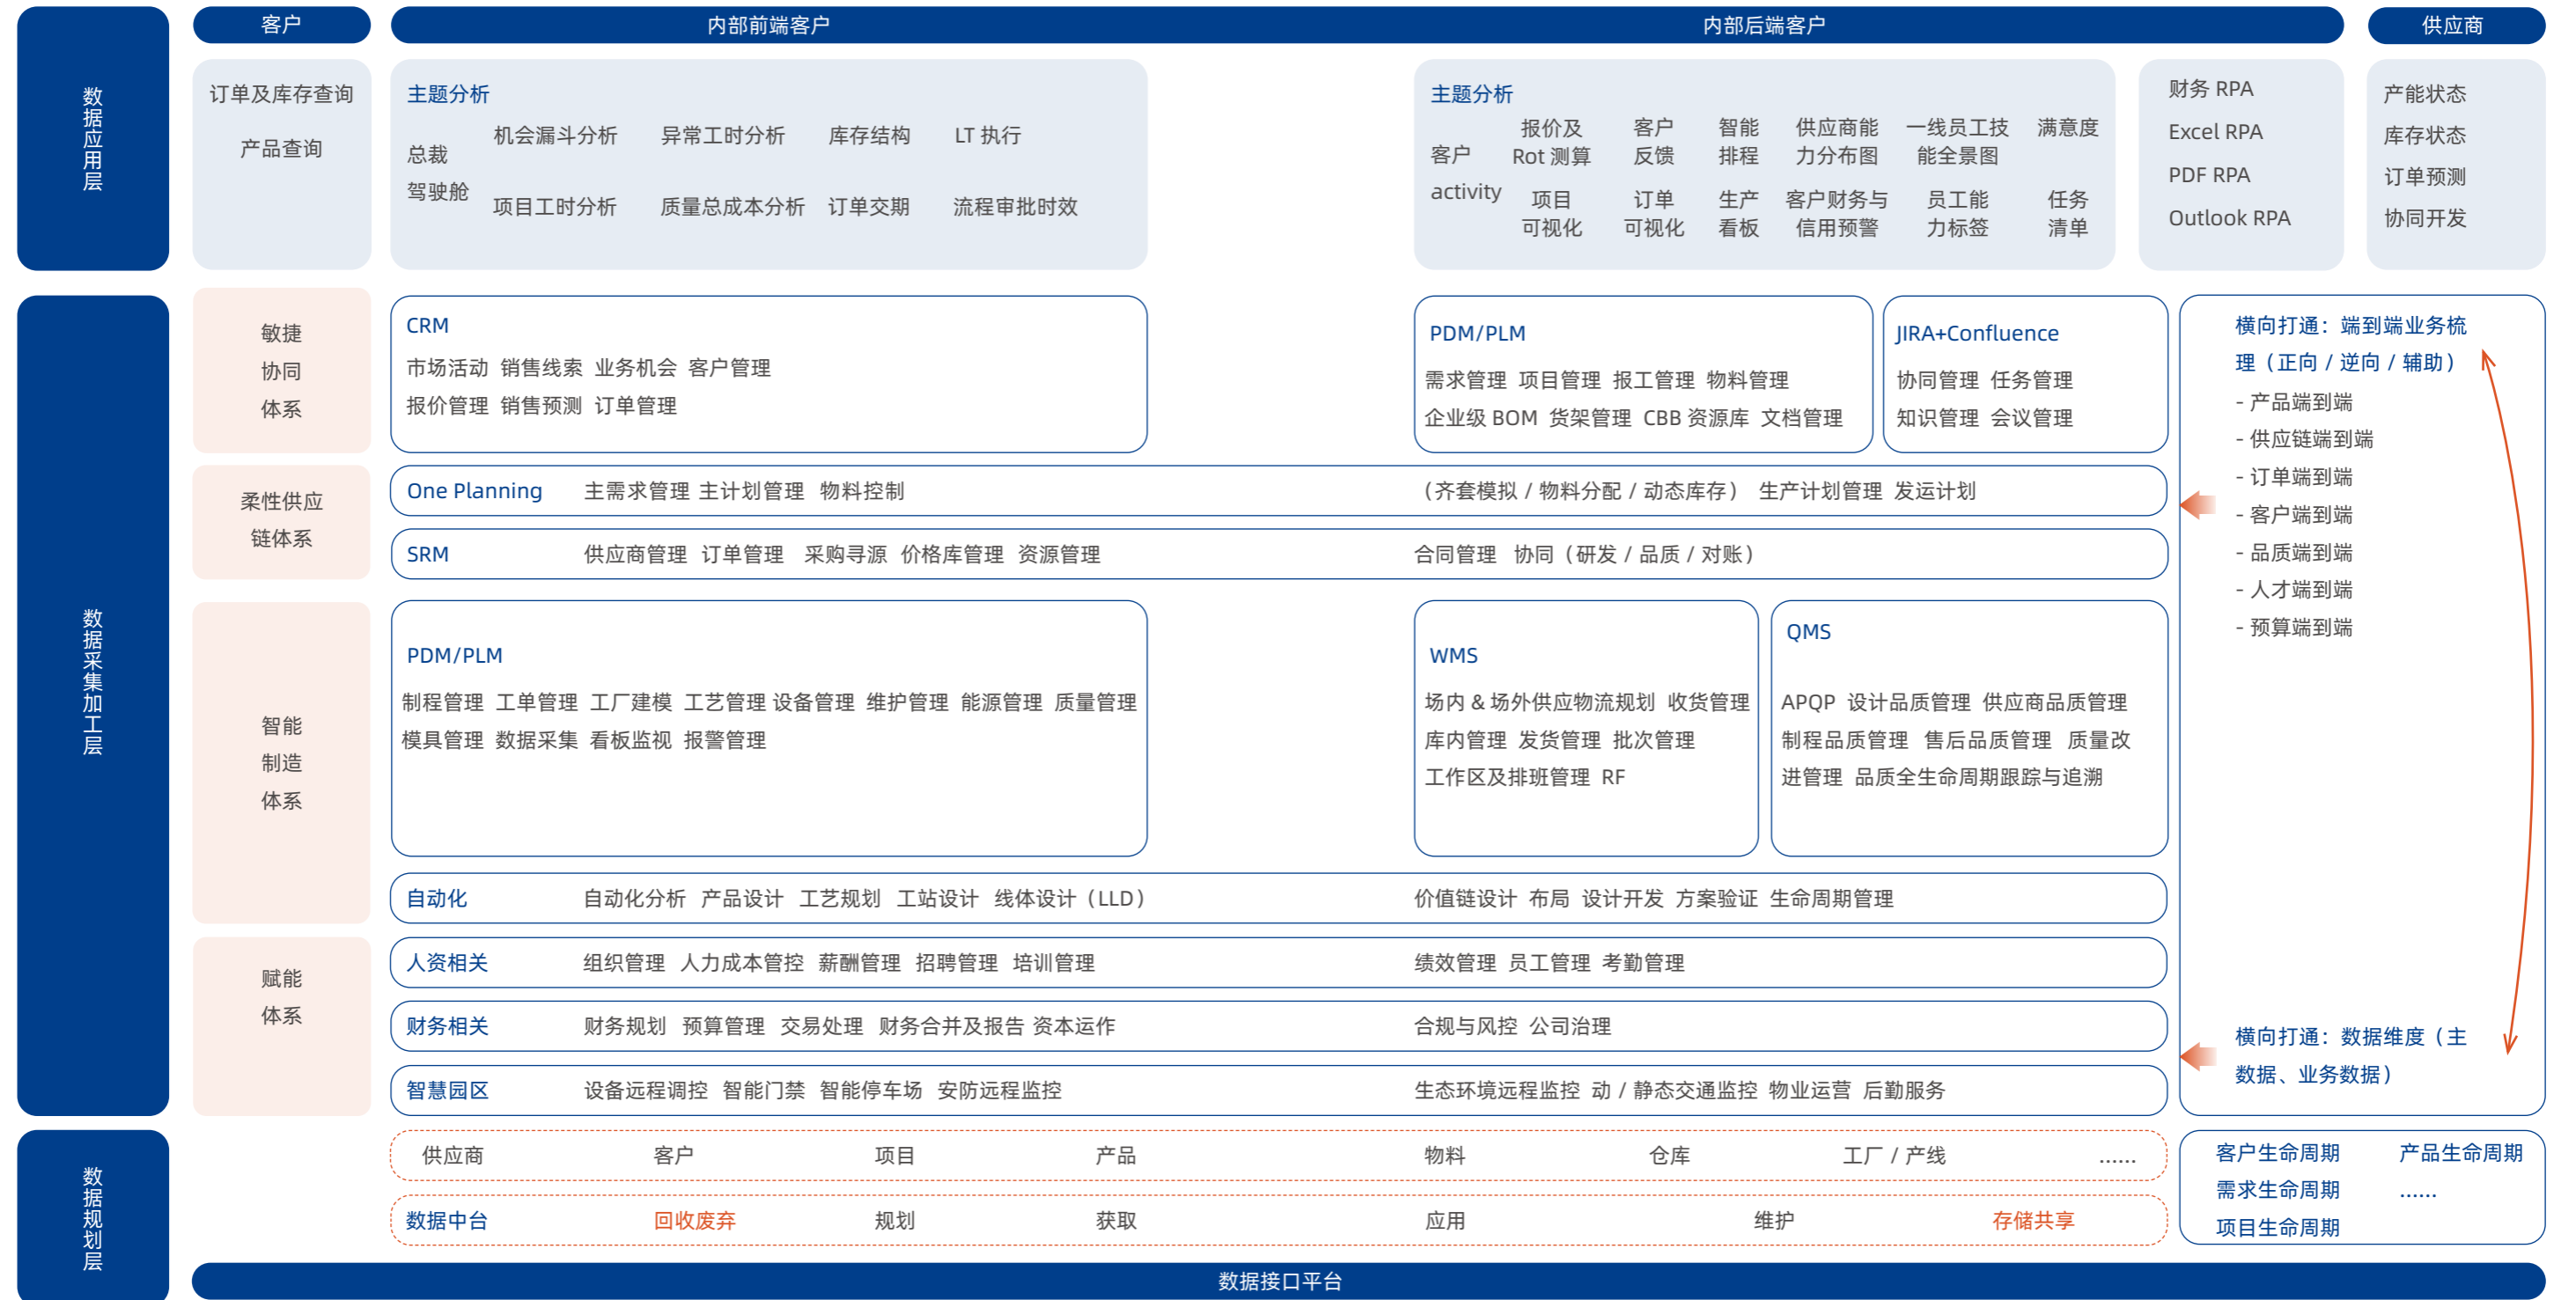 客户
内部前端客户
内部后端客户
供应商
数据应用层
订单及库存查询
产品查询
主题分析
总裁
驾驶舱
机会漏斗分析 异常工时分析 库存结构 LT 执行
项目工时分析 质量总成本分析 订单交期 流程审批时效
主题分析
客户
activity
报价及 客户 智能 供应商能 一线员工技 满意度
Rot 测算 反馈 排程 力分布图 能全景图
项目 订单 生产 客户财务与 员工能 任务
可视化 可视化 看板 信用预警 力标签 清单
财务 RPA
Excel RPA
PDF RPA
Outlook RPA
产能状态
库存状态
订单预测
协同开发
数据采集加工层
敏捷
协同
体系
CRM
市场活动 销售线索 业务机会 客户管理
报价管理 销售预测 订单管理
PDM/PLM
需求管理 项目管理 报工管理 物料管理
企业级 BOM 货架管理 CBB 资源库 文档管理
JIRA+Confluence
协同管理 任务管理
知识管理 会议管理
柔性供应
链体系
One Planning 主需求管理 主计划管理 物料控制 （齐套模拟 / 物料分配 / 动态库存） 生产计划管理 发运计划
SRM 供应商管理 订单管理 采购寻源 价格库管理 资源管理 合同管理 协同（研发 / 品质 / 对账）
智能
制造
体系
PDM/PLM
制程管理 工单管理 工厂建模 工艺管理 设备管理 维护管理 能源管理 质量管理
模具管理 数据采集 看板监视 报警管理
WMS
场内 & 场外供应物流规划 收货管理
库内管理 发货管理 批次管理
工作区及排班管理 RF
QMS
APQP 设计品质管理 供应商品质管理
制程品质管理 售后品质管理 质量改
进管理 品质全生命周期跟踪与追溯
自动化 自动化分析 产品设计 工艺规划 工站设计 线体设计（LLD） 价值链设计 布局 设计开发 方案验证 生命周期管理
赋能
体系
人资相关 组织管理 人力成本管控 薪酬管理 招聘管理 培训管理 绩效管理 员工管理 考勤管理
财务相关 财务规划 预算管理 交易处理 财务合并及报告 资本运作 合规与风控 公司治理
智慧园区 设备远程调控 智能门禁 智能停车场 安防远程监控 生态环境远程监控 动 / 静态交通监控 物业运营 后勤服务
横向打通：端到端业务梳
理（正向 / 逆向 / 辅助）
- 产品端到端
- 供应链端到端
- 订单端到端
- 客户端到端
- 品质端到端
- 人才端到端
- 预算端到端
横向打通：数据维度（主
数据、业务数据）
数据规划层
供应商 客户 项目 产品 物料 仓库 工厂 / 产线 ......
数据中台 回收废弃 规划 获取 应用 维护 存储共享
客户生命周期 产品生命周期
需求生命周期 ......
项目生命周期
数据接口平台